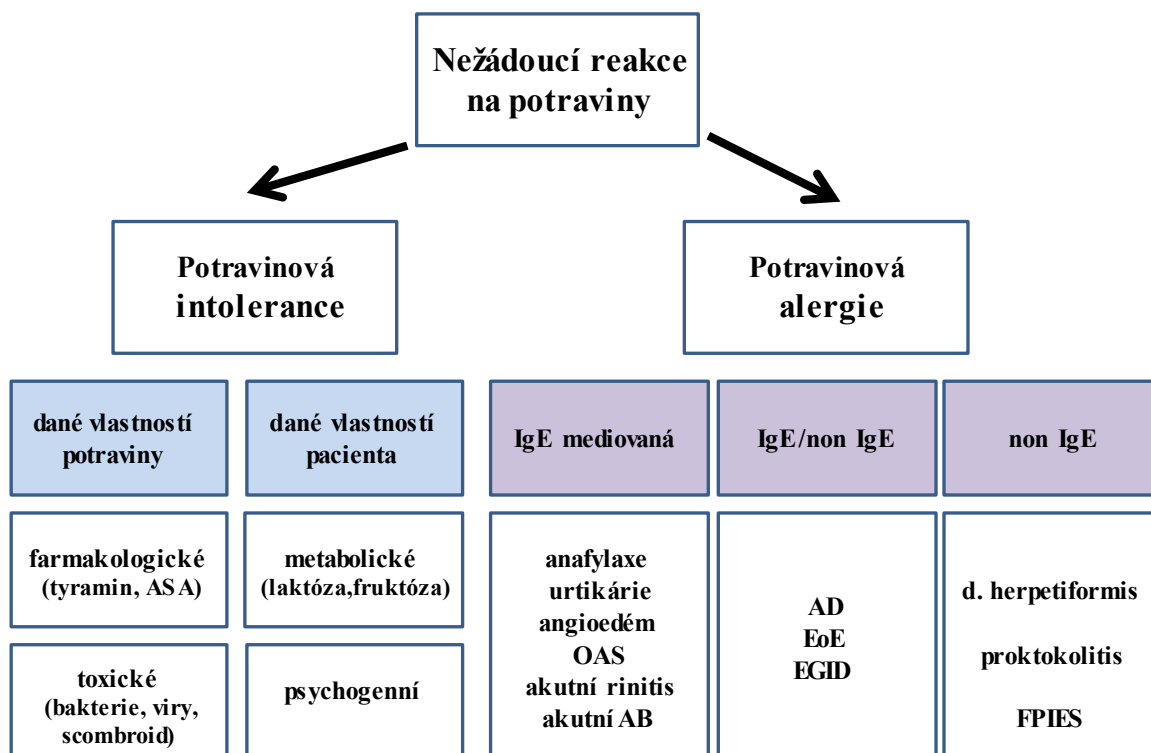 Nežádoucí reakce
na potraviny
Potravinová
intolerance
Potravinová
alergie
dané vlastností
potraviny
dané vlastností
pacienta
IgE mediovaná
IgE/non IgE
non IgE
farmakologické
(tyramin, ASA)
metabolické
(laktóza,fruktóza)
toxické
(bakterie, viry,
scombroid)
psychogenní
anafylaxe
urtikárie
angioedém
OAS
akutní rinitis
akutní AB
AD
EoE
EGID
d. herpetiformis
proktokolitis
FPIES